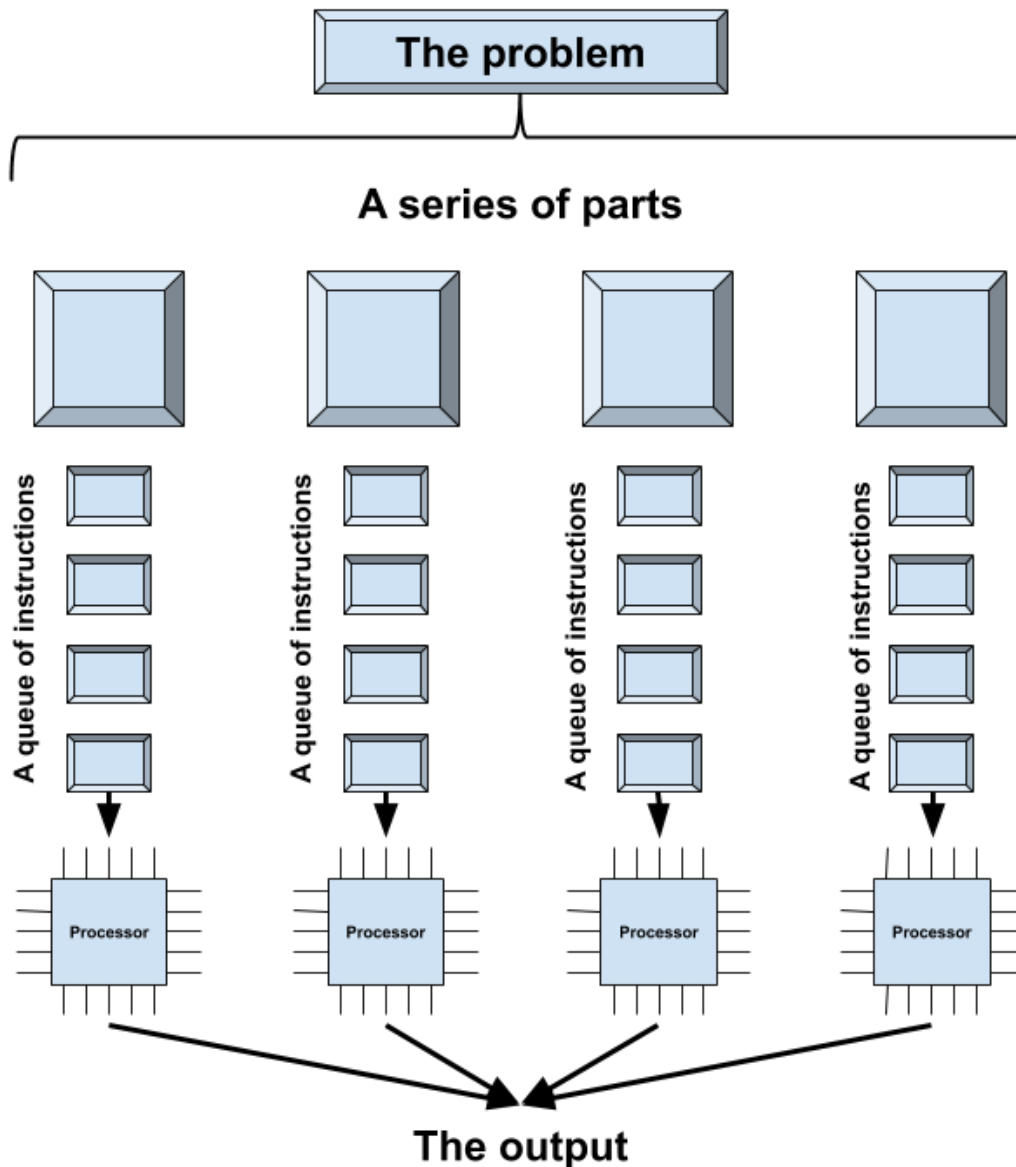 The problem
A series of parts
A queue of instructions
A queue of instructions
A queue of instructions
A queue of instructions
Processor
Processor
Processor
Processor
The output